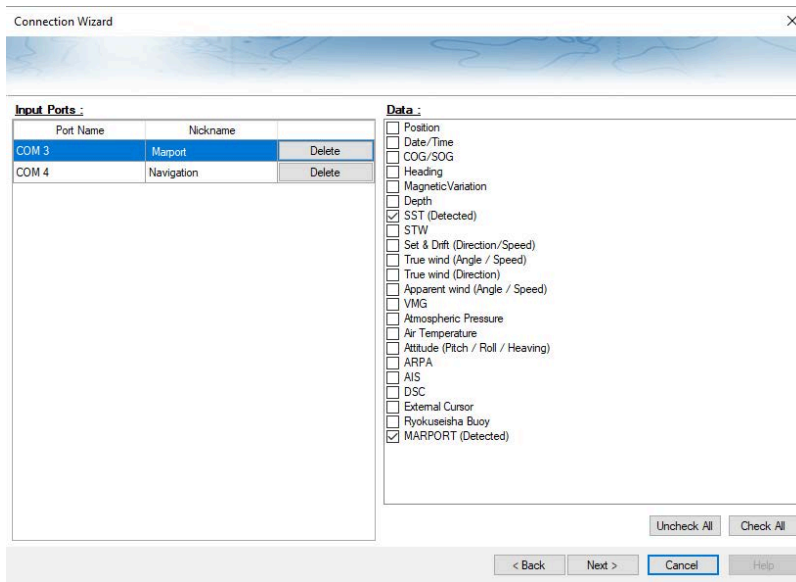 Connection Wizard
Input Ports :
Port Name Nickname
COM 3 Marport Delete
COM 4 Navigation Delete
Data :
Position
Date/Time
COG/SOG
Heading
MagneticVariation
Depth
SST (Detected)
STW
Set & Drift (Direction/Speed)
True wind (Angle / Speed)
True wind (Direction)
Apparent wind (Angle / Speed)
VMG
Atmospheric Pressure
Air Temperature
Attitude (Pitch / Roll / Heaving)
ARPA
AIS
DSC
External Cursor
Ryokuseisha Buoy
MARPORT (Detected)
Uncheck All Check All
< Back Next > Cancel Help